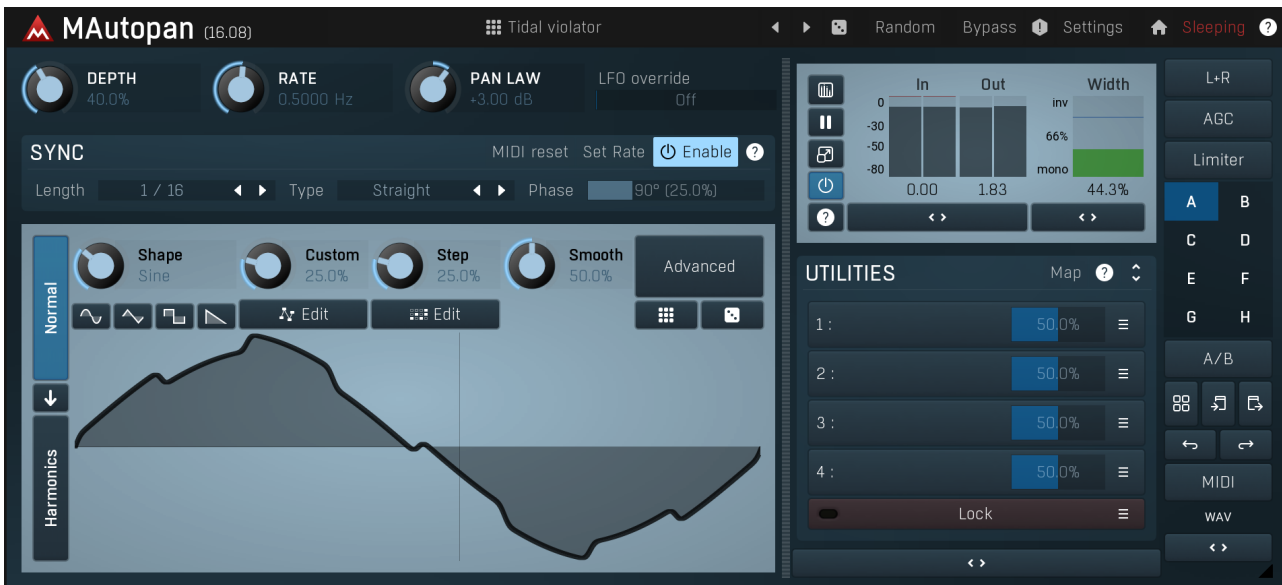 MAutopan (16.08)
Tidal violator
Random
Bypass
Settings
Sleeping
?
DEPTH
40.0%
RATE
0.5000 Hz
PAN LAW
+3.00 dB
LFO override
Off
SYNC
MIDI reset
Set Rate
Enable
?
Length
1 / 16
Type
Straight
Phase
90° (25.0%)
Normal
Harmonics
Shape
Sine
Custom
25.0%
Step
25.0%
Smooth
50.0%
Advanced
Edit
Edit
In
Out
Width
0
-30
-50
-80
inv
66%
mono
0.00
1.83
44.3%
?
UTILITIES
Map
?
1 :
50.0%
2 :
50.0%
3 :
50.0%
4 :
50.0%
Lock
L+R
AGC
Limiter
A
B
C
D
E
F
G
H
A/B
MIDI
WAV